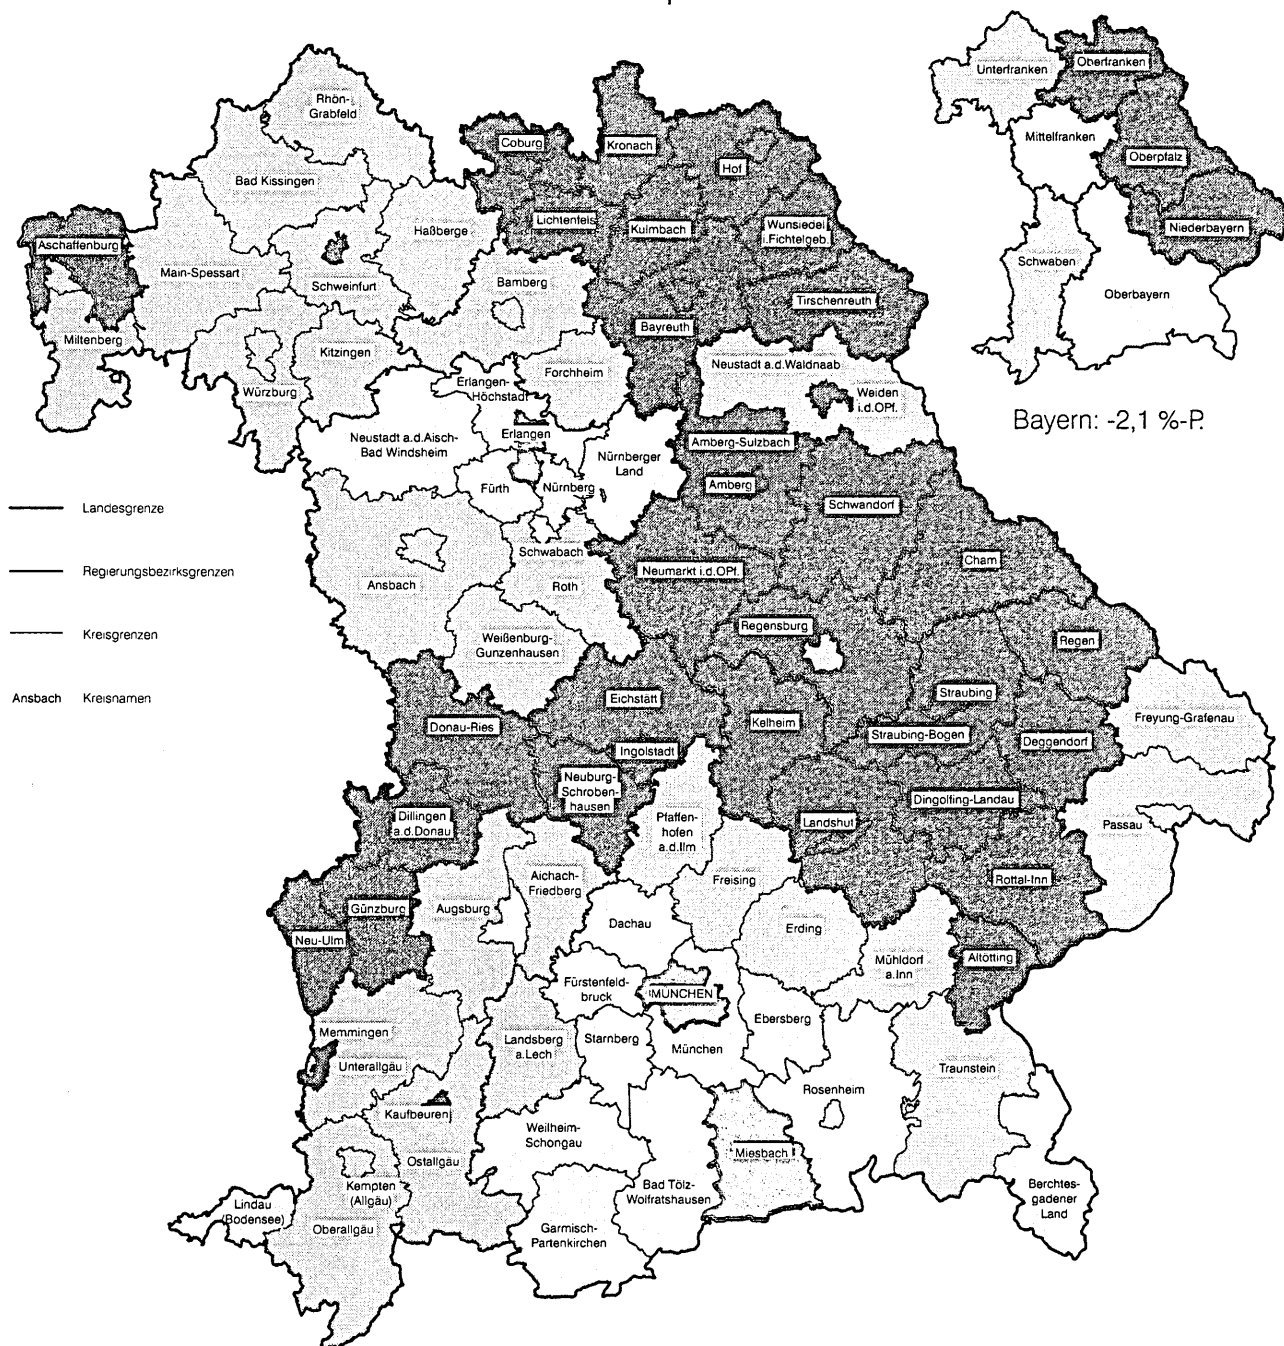 Rhön-
Grabfeld
Bad Kissingen
Coburg
Kronach
Hof
Lichtenfels
Kulmbach
Wunsiedel
i.Fichtelgeb.
Aschaffenburg
Haßberge
Main-Spessart
Schweinfurt
Bamberg
Tirschenreuth
Bayreuth
Miltenberg
Kitzingen
Würzburg
Forchheim
Erlangen-
Höchstadt
Neustadt a.d.Waldnaab
Weiden
i.d.OPf.
Neustadt a.d.Aisch-
Bad Windsheim
Erlangen
Nürnberger
Land
Fürth
Nürnberg
Amberg-Sulzbach
Amberg
Schwandorf
Schwabach
Ansbach
Roth
Neumarkt i.d.OPf.
Cham
Weißenburg-
Gunzenhausen
Regensburg
Regen
Eichstätt
Straubing
Freyung-Grafenau
Donau-Ries
Kelheim
Straubing-Bogen
Deggendorf
Ingolstadt
Neuburg-
Schroben-
hausen
Dillingen
a.d.Donau
Pfaffen-
hofen
a.d.Ilm
Landshut
Dingolfing-Landau
Passau
Rottal-Inn
Aichach-
Friedberg
Freising
Günzburg
Augsburg
Neu-Ulm
Dachau
Erding
Mühldorf
a.Inn
Altötting
Fürstenfeld-
bruck
MÜNCHEN
Ebersberg
Memmingen
Unterallgäu
Landsberg
a.Lech
Starnberg
München
Traunstein
Rosenheim
Kaufbeuren
Weilheim-
Schongau
Miesbach
Ostallgäu
Kempten
(Allgäu)
Bad Tölz-
Wolfratshausen
Berchtes-
gadener
Land
Lindau
(Bodensee)
Oberallgäu
Garmisch-
Partenkirchen
Unterfranken
Oberfranken
Mittelfranken
Oberpfalz
Niederbayern
Schwaben
Oberbayern
Bayern: -2,1 %-P.
Landesgrenze
Regierungsbezirksgrenzen
Kreisgrenzen
Ansbach Kreisnamen